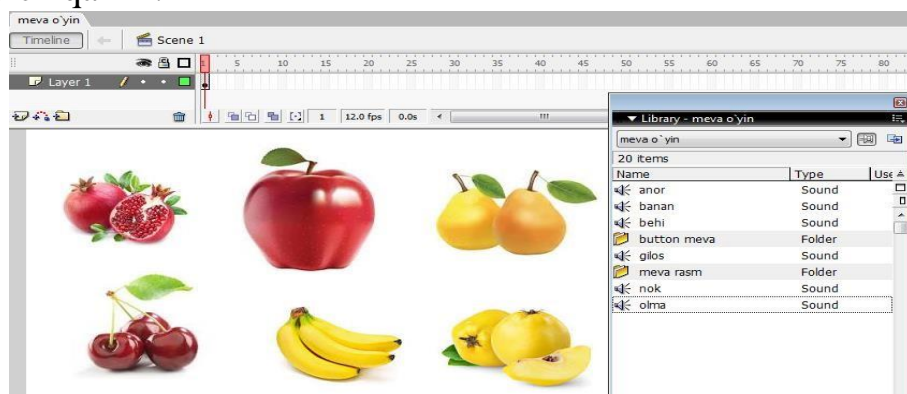 meva o`yin
Timeline Scene 1
5 10 15 20 25 30 35 40 45 50 55 60 65 70 75 80
Layer 1
1 12.0 fps 0.0s
Library - meva o`yin
meva o`yin
20 items
Name Type Use
anor Sound
banan Sound
behi Sound
button meva Folder
gilos Sound
meva rasm Folder
nok Sound
olma Sound